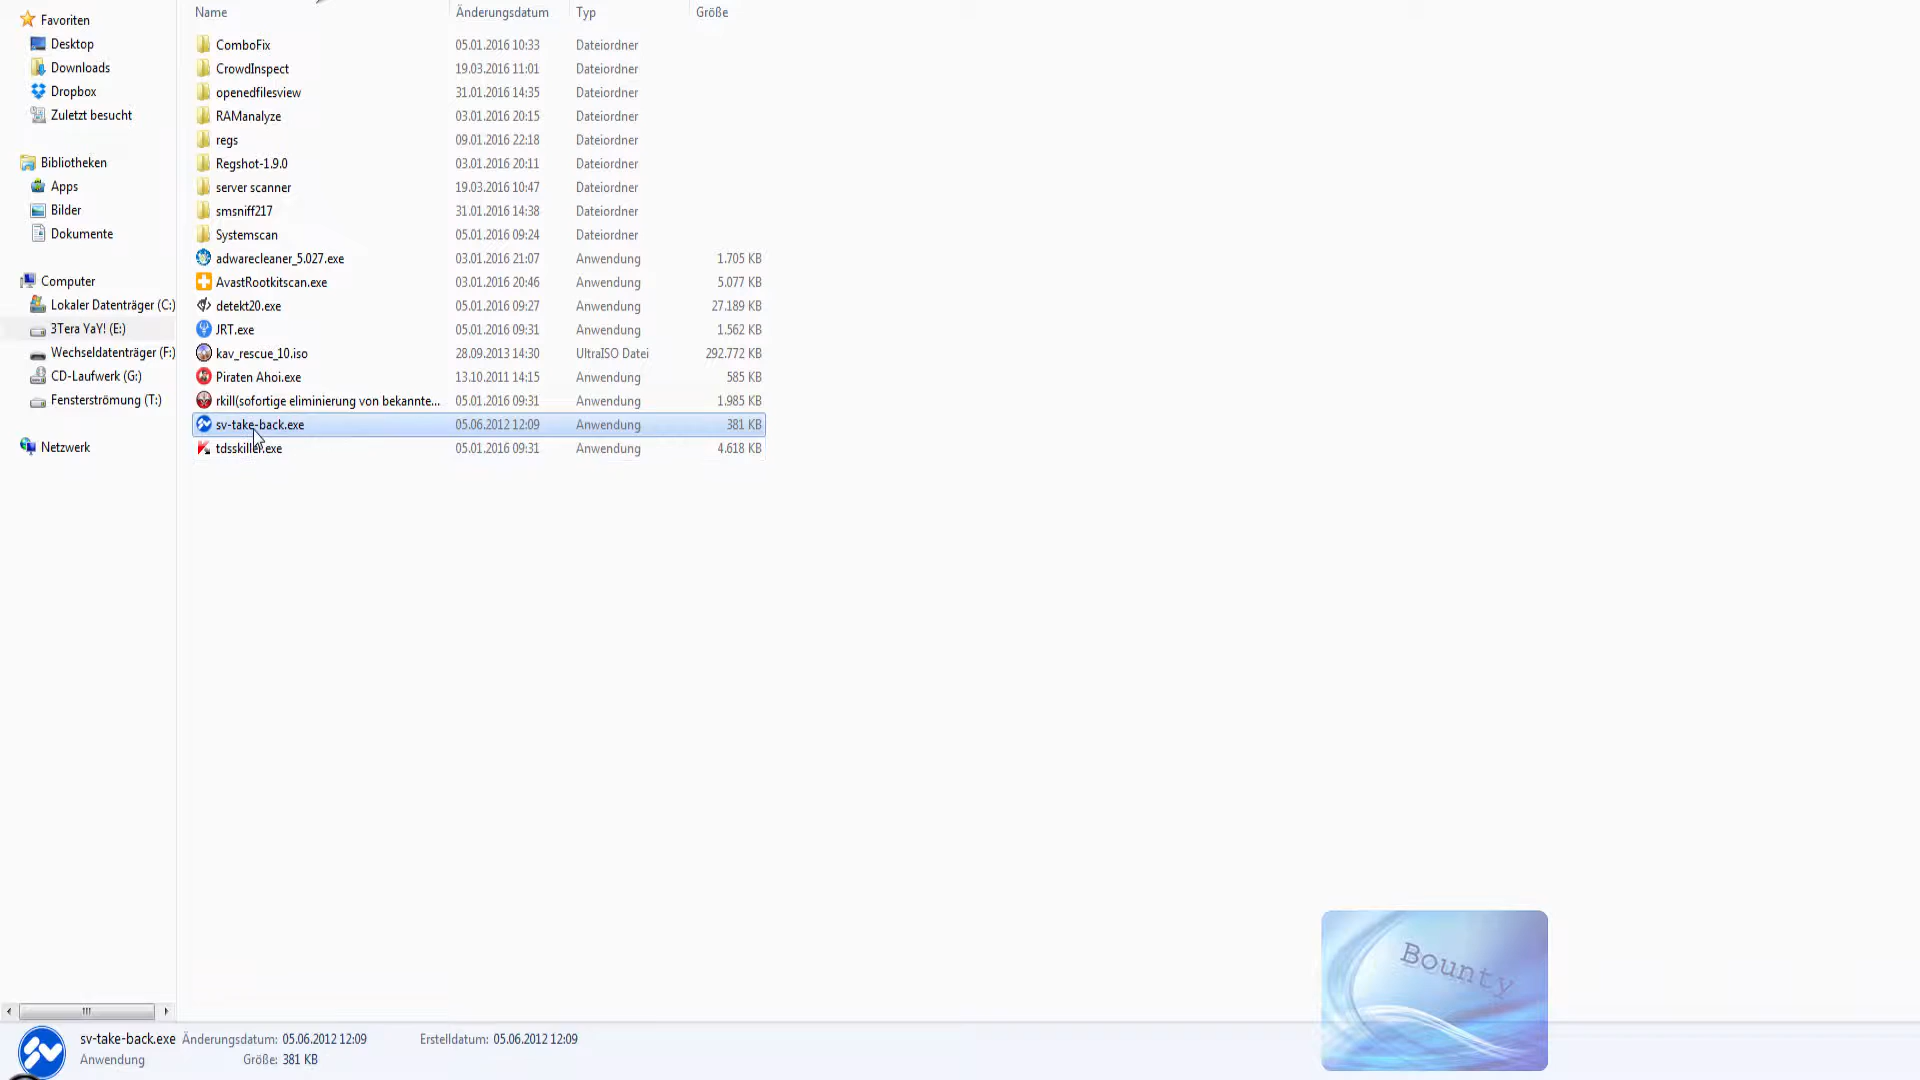 Favoriten
Desktop
Downloads
Dropbox
Zuletzt besucht
Bibliotheken
Apps
Bilder
Dokumente
Computer
Lokaler Datenträger (C:)
3Tera YaY! (E:)
Wechseldatenträger (F:)
CD-Laufwerk (G:)
Fensterströmung (T:)
Netzwerk
Name Änderungsdatum Typ Größe
ComboFix 05.01.2016 10:33 Dateiordner
CrowdInspect 19.03.2016 11:01 Dateiordner
openedfilesview 31.01.2016 14:35 Dateiordner
RAManalyze 03.01.2016 20:15 Dateiordner
regs 09.01.2016 22:18 Dateiordner
Regshot-1.9.0 03.01.2016 20:11 Dateiordner
server scanner 19.03.2016 10:47 Dateiordner
smsniff217 31.01.2016 14:38 Dateiordner
Systemscan 05.01.2016 09:24 Dateiordner
adwarecleaner_5.027.exe 03.01.2016 21:07 Anwendung 1.705 KB
AvastRootkitscan.exe 03.01.2016 20:46 Anwendung 5.077 KB
detekt20.exe 05.01.2016 09:27 Anwendung 27.189 KB
JRT.exe 05.01.2016 09:31 Anwendung 1.562 KB
kav_rescue_10.iso 28.09.2013 14:30 UltraISO Datei 292.772 KB
Piraten Ahoi.exe 13.10.2011 14:15 Anwendung 585 KB
rkill(sofortige eliminierung von bekannte... 05.01.2016 09:31 Anwendung 1.985 KB
sv-take-back.exe 05.06.2012 12:09 Anwendung 381 KB
tdsskiller.exe 05.01.2016 09:31 Anwendung 4.618 KB
Bounty
sv-take-back.exe Änderungsdatum: 05.06.2012 12:09 Erstelldatum: 05.06.2012 12:09
Anwendung Größe: 381 KB